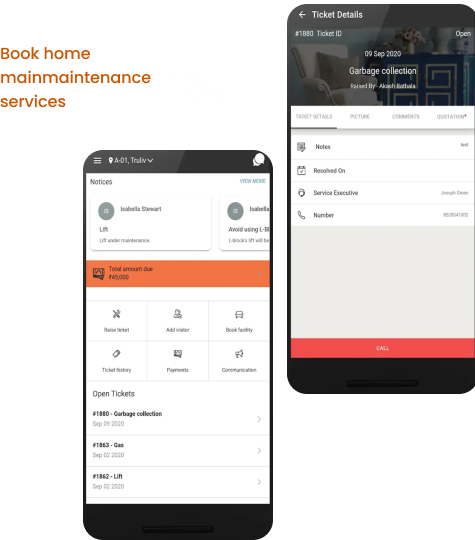 Book home
mainmaintenance
services
A-01, Truliv
Notices
VIEW MORE
IS
Isabella Stewart
Lift
Lift under maintenance
IS
Isabella
Avoid using L-Bl
L-block's lift will be
Total amount due
₹45,000
Raise ticket
Add visitor
Book facility
Ticket history
Payments
Communication
Open Tickets
#1880 - Garbage collection
Sep 09 2020
#1863 - Gas
Sep 02 2020
#1862 - Lift
Sep 02 2020
Ticket Details
#1880 Ticket ID
Open
09 Sep 2020
Garbage collection
Raised By:- Akash Bathala
TICKET DETAILS
PICTURE
COMMENTS
QUOTATION*
Notes
test
Resolved On
Service Executive
Joseph Green
Number
CALL